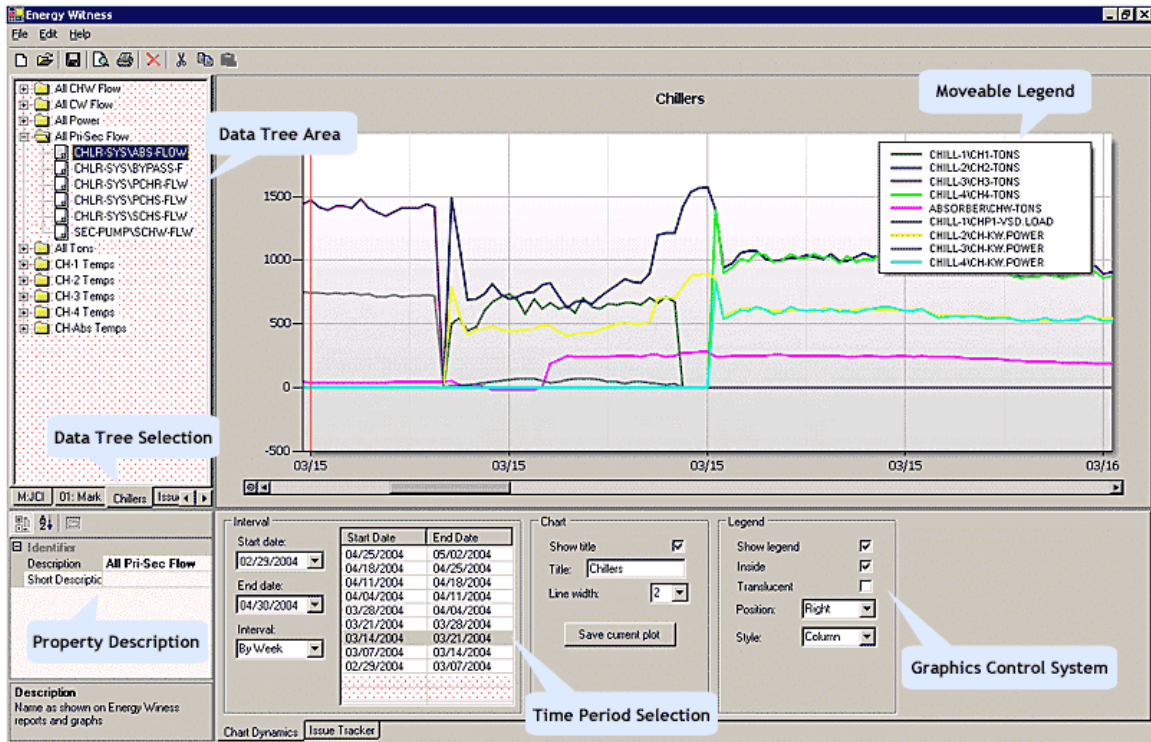 Energy Witness
File Edit Help
All CHW Flow
All CW Flow
All Power
All Pri-Sec Flow
CHLR-SYS\ABS-FLOW
CHLR-SYS\BYPASS-F
CHLR-SYS\PCHR-FLW
CHLR-SYS\PCHS-FLW
CHLR-SYS\SCHS-FLW
SEC-PUMP\SCHW-FLW
All Tons
CH-1 Temps
CH-2 Temps
CH-3 Temps
CH-4 Temps
CH-Abs Temps
Data Tree Area
Data Tree Selection
M:JCI 01: Mark Chillers Issu
Chillers
Moveable Legend
CHILL-1\CH1-TONS
CHILL-2\CH2-TONS
CHILL-3\CH3-TONS
CHILL-4\CH4-TONS
ABSORBER\CHW-TONS
CHILL-1\CHP1-VSD.LOAD
CHILL-2\CH-KW.POWER
CHILL-3\CH-KW.POWER
CHILL-4\CH-KW.POWER
1500
1000
500
0
-500
03/15 03/15 03/15 03/15 03/16
Identifier
Description All Pri-Sec Flow
Short Descriptic
Property Description
Description
Name as shown on Energy Winess
reports and graphs
Interval
Start date:
02/29/2004
End date:
04/30/2004
Interval:
By Week
Start Date End Date
04/25/2004 05/02/2004
04/18/2004 04/25/2004
04/11/2004 04/18/2004
04/04/2004 04/11/2004
03/28/2004 04/04/2004
03/21/2004 03/28/2004
03/14/2004 03/21/2004
03/07/2004 03/14/2004
02/29/2004 03/07/2004
Time Period Selection
Chart
Show title
Title: Chillers
Line width: 2
Save current plot
Legend
Show legend
Inside
Translucent
Position: Right
Style: Column
Graphics Control System
Chart Dynamics Issue Tracker